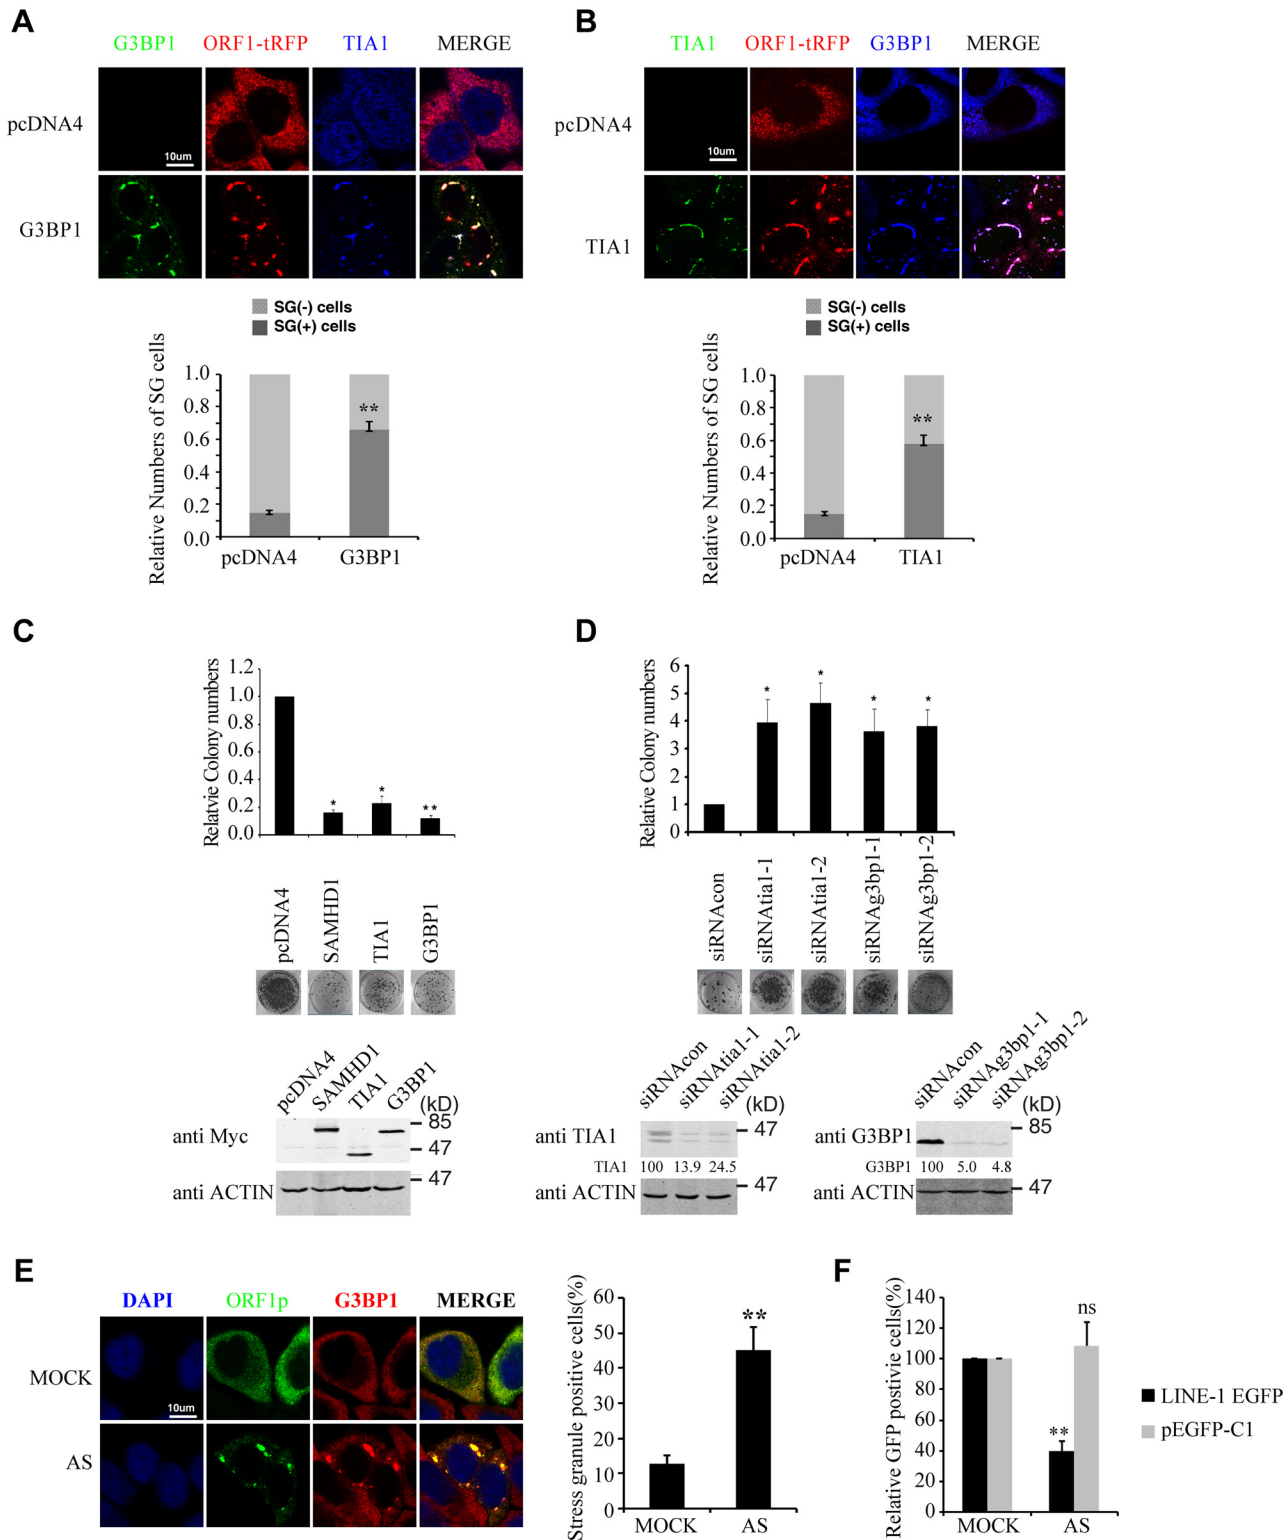 A
G3BP1 ORF1-tRFP TIA1 MERGE
pcDNA4
10um
G3BP1
SG(-) cells
SG(+) cells
Relative Numbers of SG cells
1.0
0.8
0.6
0.4
0.2
0.0
**
pcDNA4 G3BP1
B
TIA1 ORF1-tRFP G3BP1 MERGE
pcDNA4
10um
TIA1
SG(-) cells
SG(+) cells
Relative Numbers of SG cells
1.0
0.8
0.6
0.4
0.2
0.0
**
pcDNA4 TIA1
C
Relatvie Colony numbers
1.2
1.0
0.8
0.6
0.4
0.2
0.0
* * **
pcDNA4 SAMHD1 TIA1 G3BP1
pcDNA4 SAMHD1 TIA1 G3BP1
(kD)
anti Myc
85
47
anti ACTIN
47
D
Relative Colony numbers
6
5
4
3
2
1
0
* * * *
siRNAcon siRNAtia1-1 siRNAtia1-2 siRNAg3bp1-1 siRNAg3bp1-2
siRNAcon siRNAtia1-1 siRNAtia1-2
(kD)
anti TIA1
47
TIA1 100 13.9 24.5
anti ACTIN
47
siRNAcon siRNAg3bp1-1 siRNAg3bp1-2
(kD)
anti G3BP1
85
G3BP1 100 5.0 4.8
anti ACTIN
47
E
DAPI ORF1p G3BP1 MERGE
MOCK
10um
AS
Stress granule positive cells(%)
60
50
40
30
20
10
0
**
MOCK AS
F
Relative GFP postivie cells(%)
140
120
100
80
60
40
20
0
** ns
MOCK AS
LINE-1 EGFP
pEGFP-C1